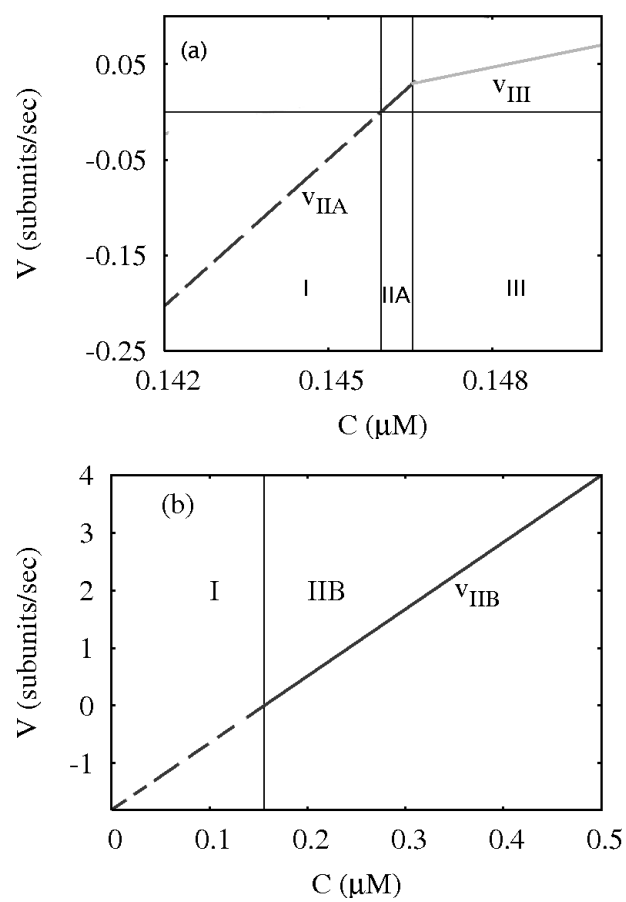 (a)
0.05
-0.05
-0.15
-0.25
V (subunits/sec)
v_III
v_IIA
I
IIA
III
0.142
0.145
0.148
C (μM)
(b)
4
3
2
1
0
-1
V (subunits/sec)
I
IIB
v_IIB
0
0.1
0.2
0.3
0.4
0.5
C (μM)